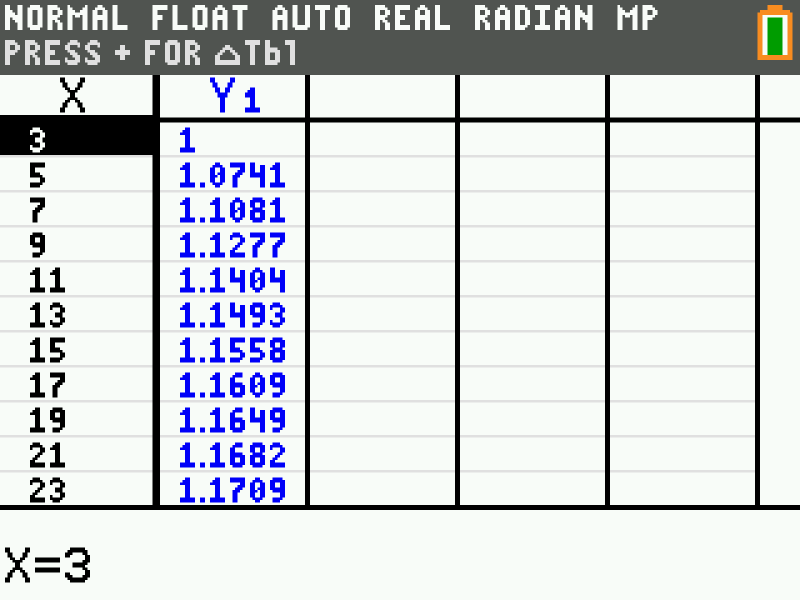 NORMAL FLOAT AUTO REAL RADIAN MP
PRESS + FOR △Tbl
X Y1
3 1
5 1.0741
7 1.1081
9 1.1277
11 1.1404
13 1.1493
15 1.1558
17 1.1609
19 1.1649
21 1.1682
23 1.1709
X=3